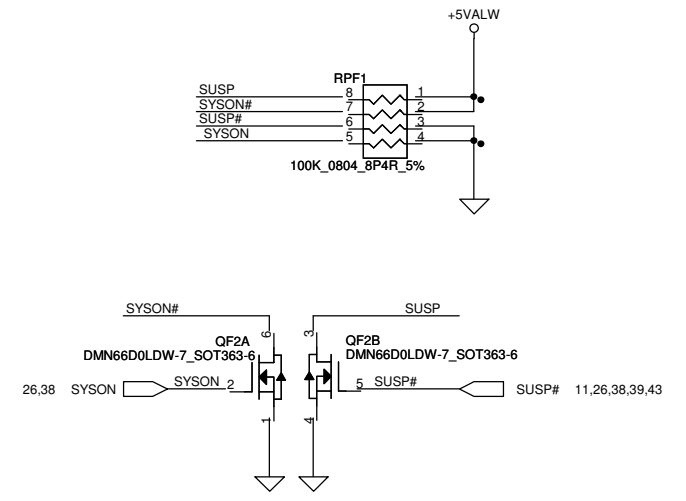 +5VALW
RPF1
SUSP 8 1
SYSON# 7 2
SUSP# 6 3
SYSON 5 4
100K_0804_8P4R_5%
SYSON# SUSP
6 3
QF2A QF2B
DMN66D0LDW-7_SOT363-6 DMN66D0LDW-7_SOT363-6
26,38 SYSON SYSON 2 5 SUSP# SUSP# 11,26,38,39,43
1 4